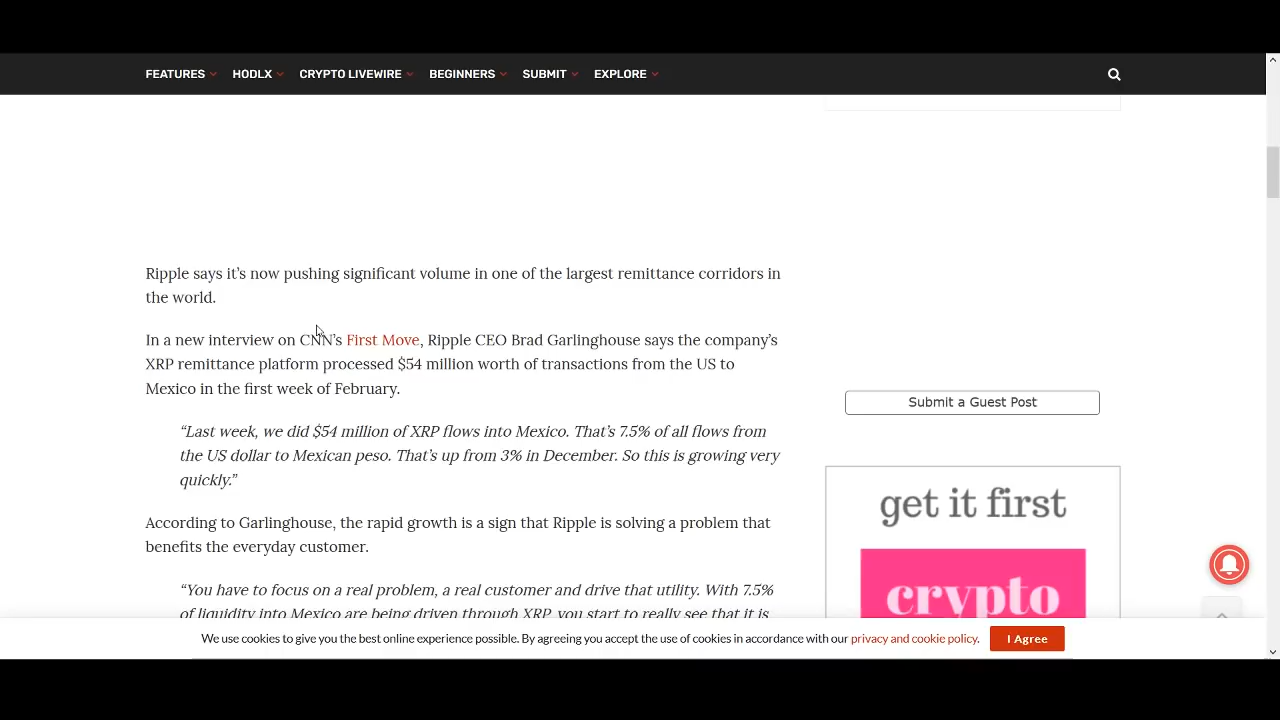 FEATURES HODLX CRYPTO LIVEWIRE BEGINNERS SUBMIT EXPLORE
Ripple says it’s now pushing significant volume in one of the largest remittance corridors in
the world.
In a new interview on CNN’s First Move, Ripple CEO Brad Garlinghouse says the company’s
XRP remittance platform processed $54 million worth of transactions from the US to
Mexico in the first week of February.
“Last week, we did $54 million of XRP flows into Mexico. That’s 7.5% of all flows from
the US dollar to Mexican peso. That’s up from 3% in December. So this is growing very
quickly.”
According to Garlinghouse, the rapid growth is a sign that Ripple is solving a problem that
benefits the everyday customer.
“You have to focus on a real problem, a real customer and drive that utility. With 7.5%
of liquidity into Mexico are being driven through XRP, you start to really see that it is
Submit a Guest Post
get it first
crypto
We use cookies to give you the best online experience possible. By agreeing you accept the use of cookies in accordance with our privacy and cookie policy. I Agree